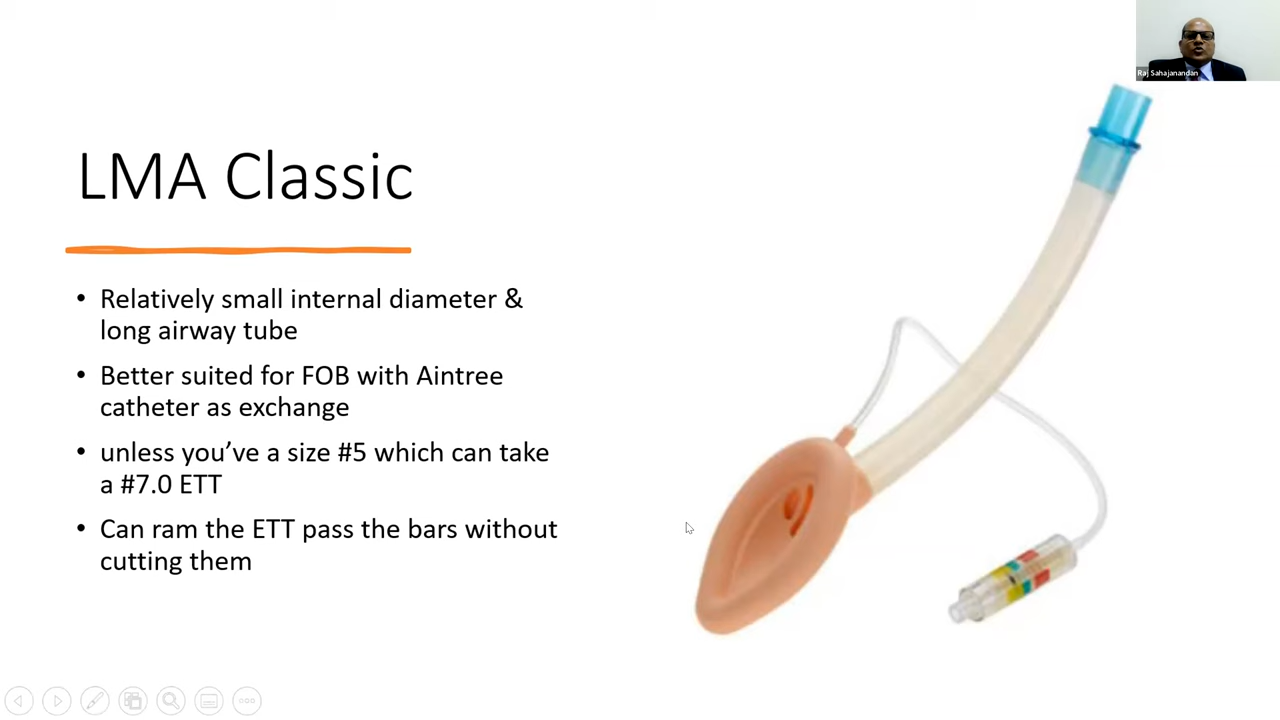 Raj Sahajanandan
LMA Classic
• Relatively small internal diameter &
long airway tube
• Better suited for FOB with Aintree
catheter as exchange
• unless you’ve a size #5 which can take
a #7.0 ETT
• Can ram the ETT pass the bars without
cutting them